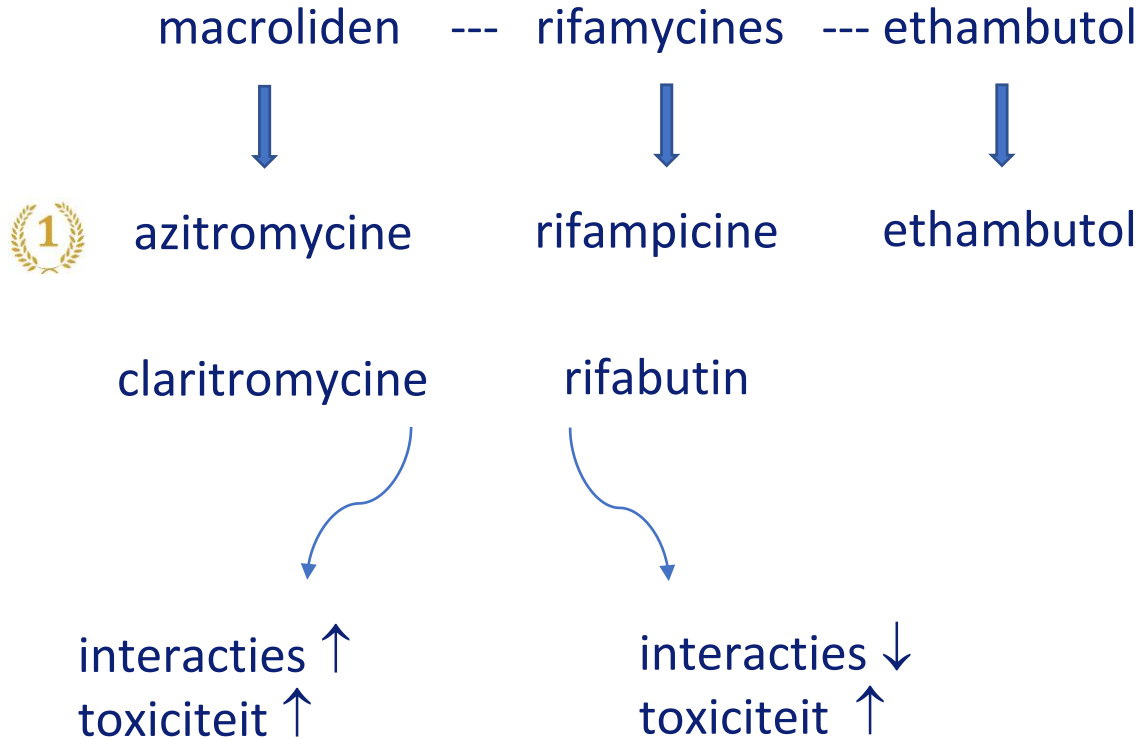 macroliden --- rifamycines --- ethambutol
1 azitromycine rifampicine ethambutol
claritromycine rifabutin
interacties ↑ interacties ↓
toxiciteit ↑ toxiciteit ↑